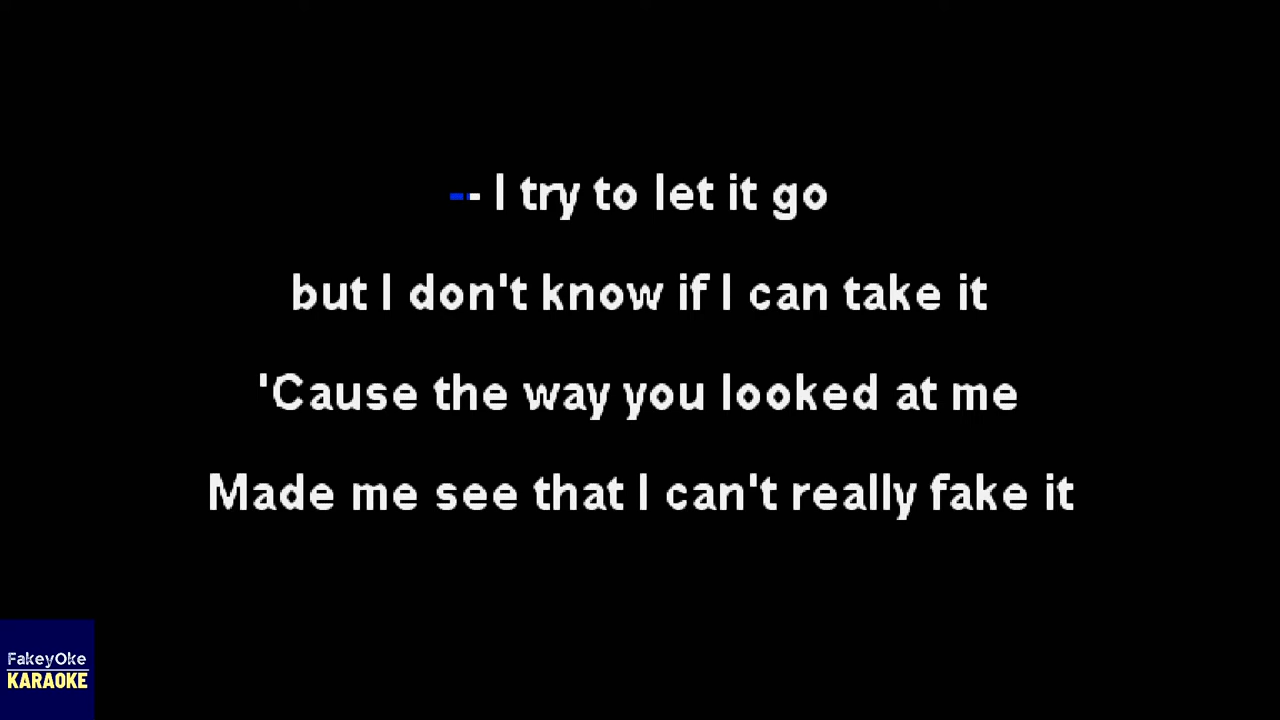 -- I try to let it go
but I don't know if I can take it
'Cause the way you looked at me
Made me see that I can't really fake it
FakeyOke
KARAOKE